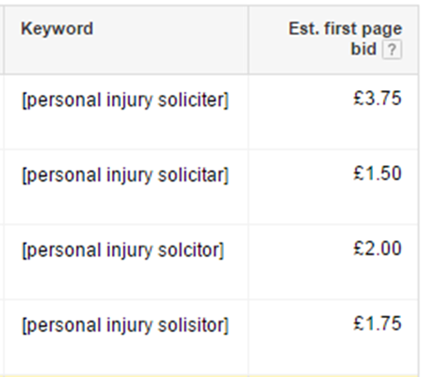 Keyword Est. first page
bid ?
[personal injury soliciter] £3.75
[personal injury solicitar] £1.50
[personal injury solcitor] £2.00
[personal injury solisitor] £1.75